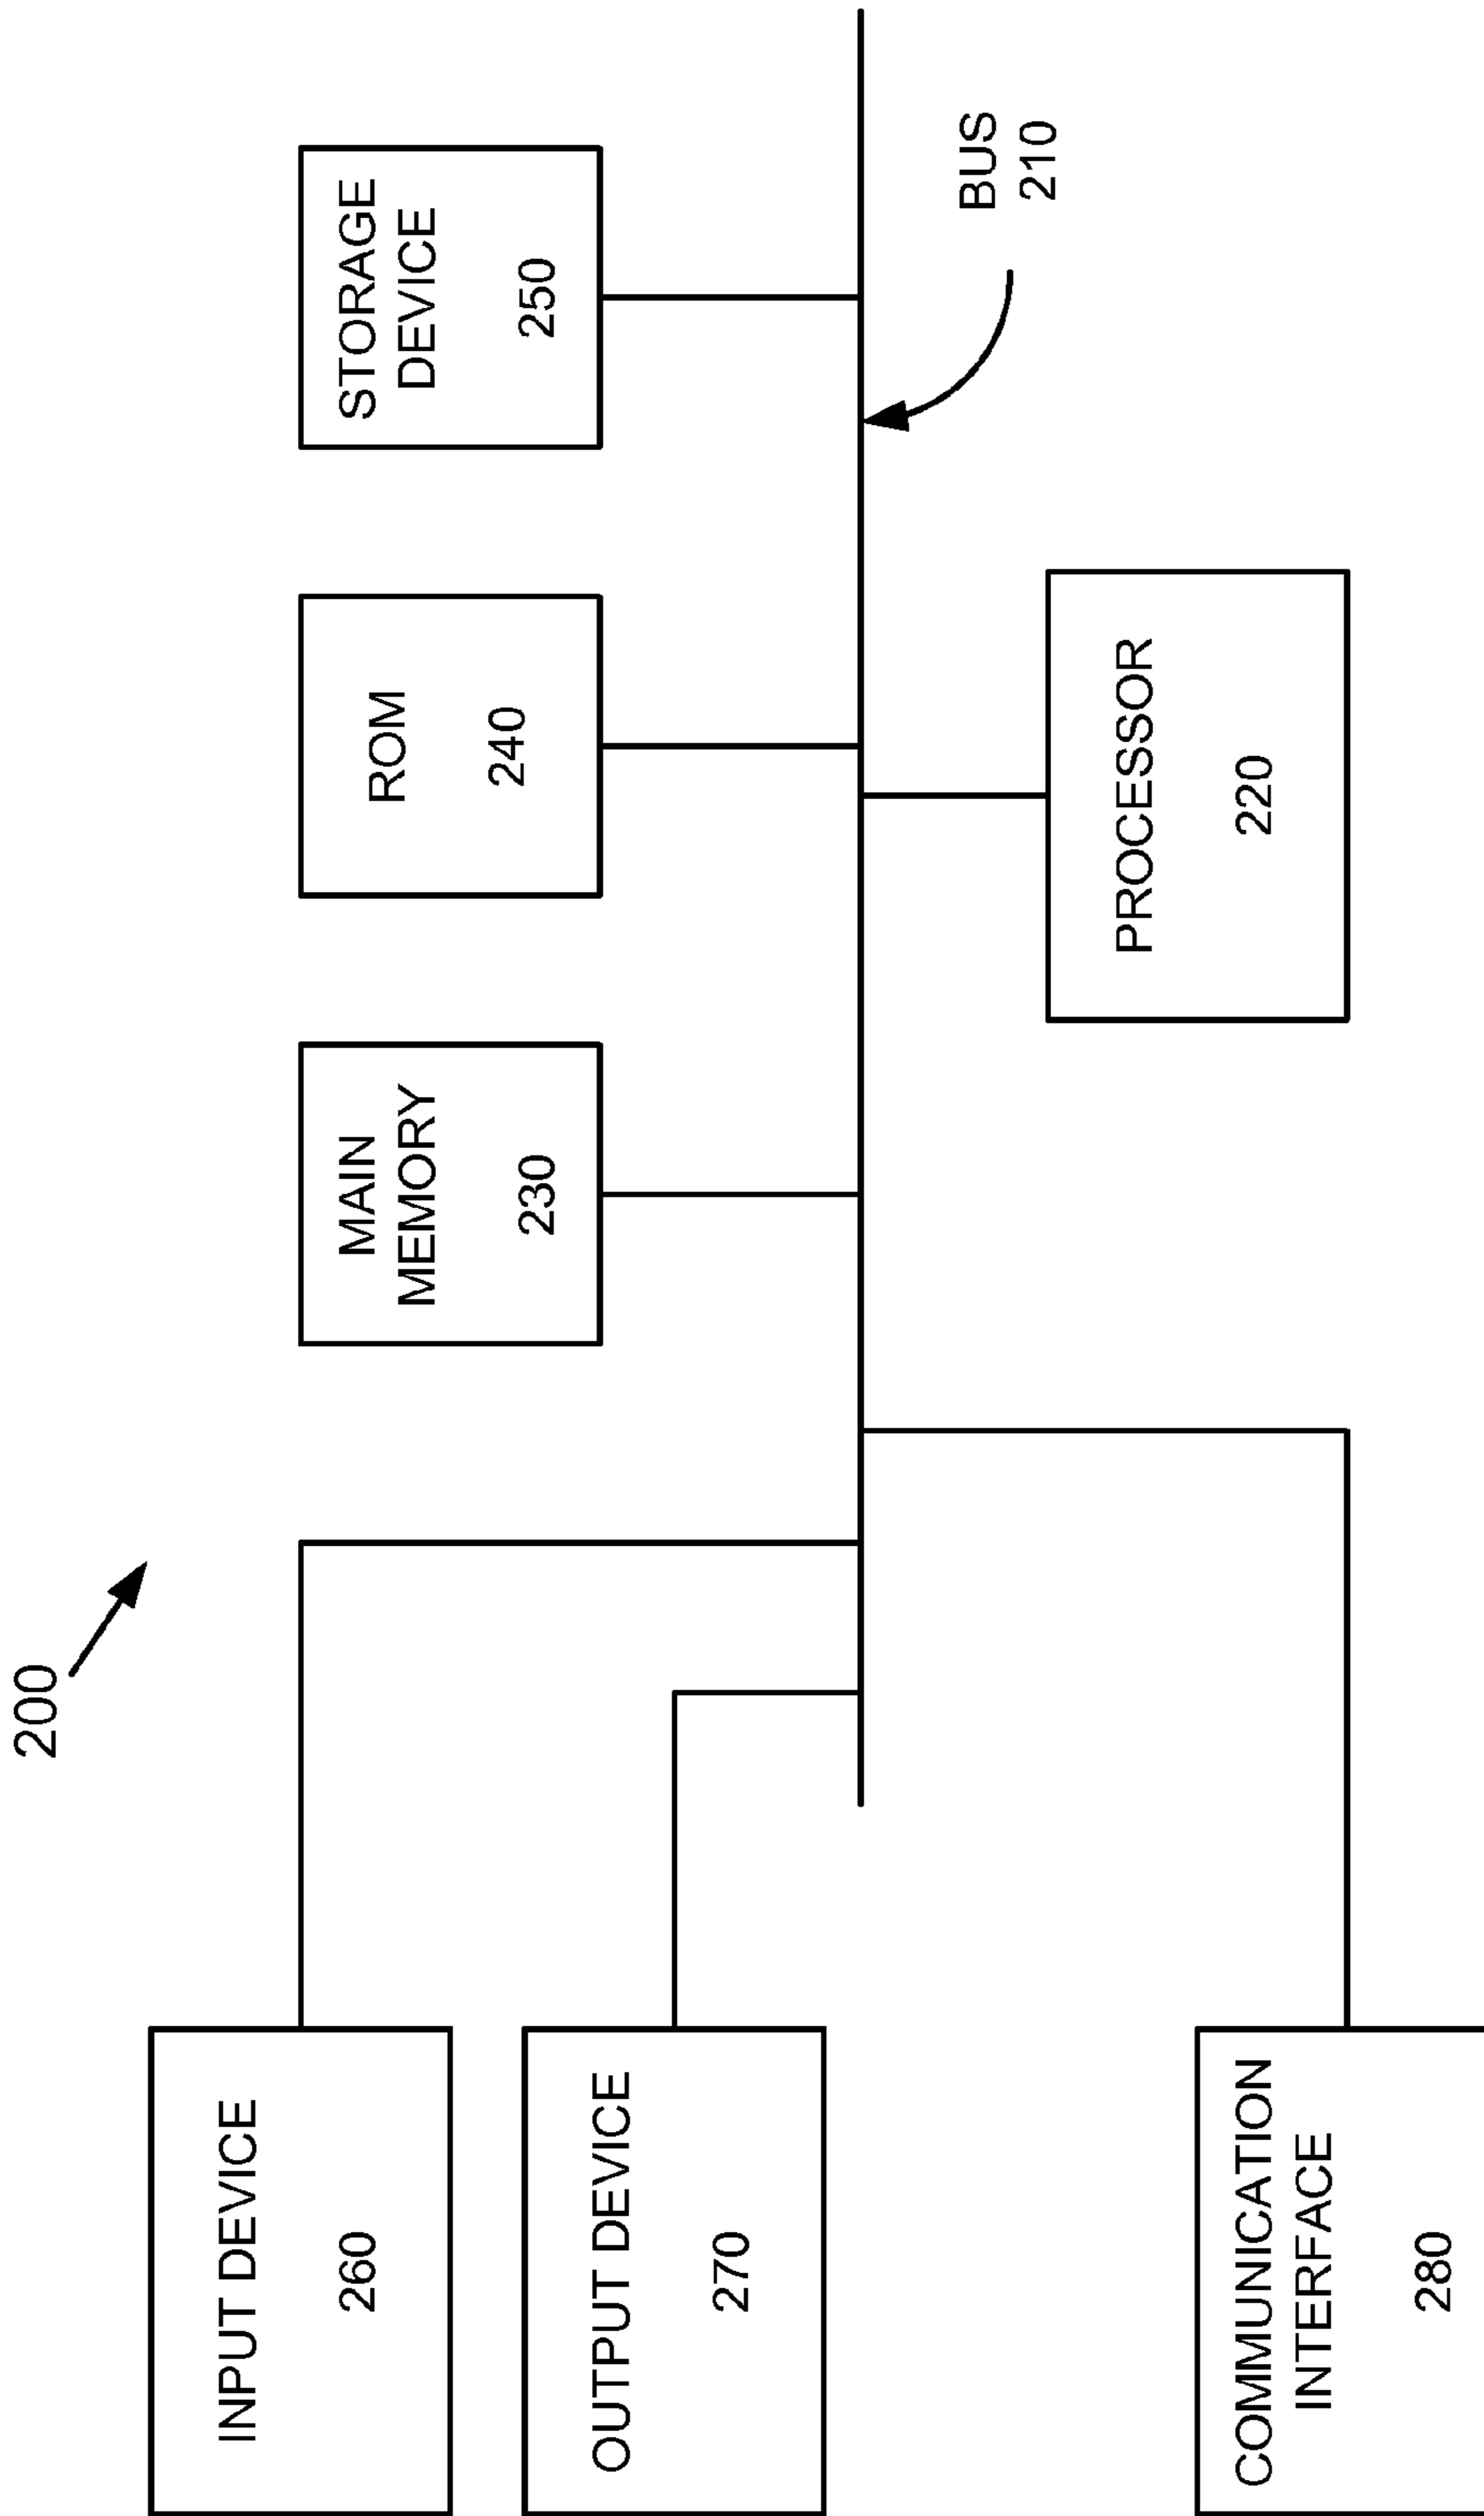 200
INPUT DEVICE
260
MAIN
MEMORY
230
ROM
240
STORAGE
DEVICE
250
OUTPUT DEVICE
270
BUS
210
PROCESSOR
220
COMMUNICATION
INTERFACE
280